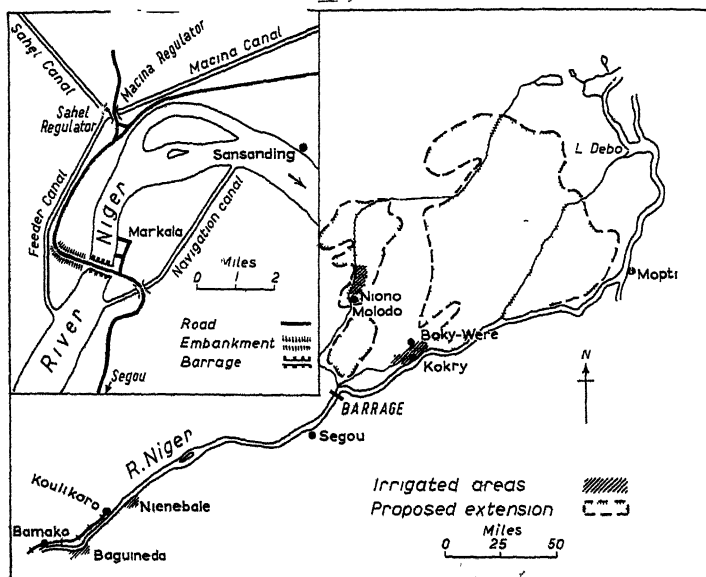 Sahel Canal
Macina Regulator
Macina Canal
Sahel
Regulator
Feeder Canal
Sansanding
Niger
Markala
Navigation canal
Miles
0 2
River
Road
Embankment
Barrage
Segou
L Debo
Mopti
Niono
Molodo
Boky-Were
Kokry
N
BARRAGE
Segou
R. Niger
Koulikoro
Nienebale
Bamako
Baguineda
Irrigated areas
Proposed extension
Miles
0 25 50